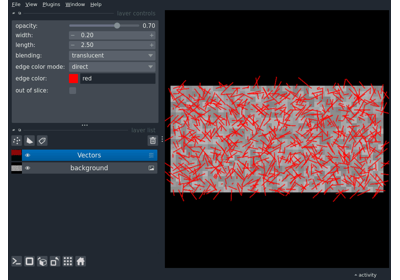 File View Plugins Window Help
layer controls
opacity: 0.70
width: 0.20
length: 2.50
blending: translucent
edge color mode: direct
edge color: red
out of slice:
layer list
Vectors
background
activity